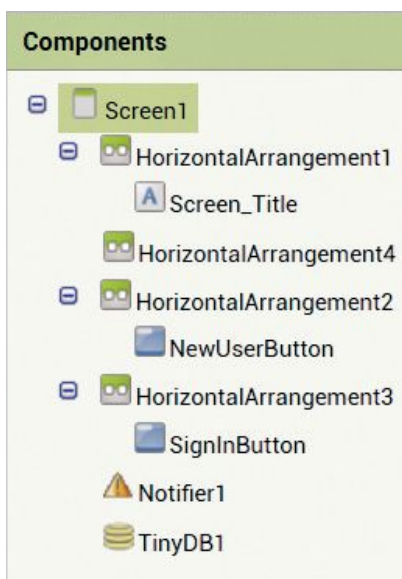 Components
Screen1
HorizontalArrangement1
A Screen_Title
HorizontalArrangement4
HorizontalArrangement2
NewUserButton
HorizontalArrangement3
SignInButton
Notifier1
TinyDB1